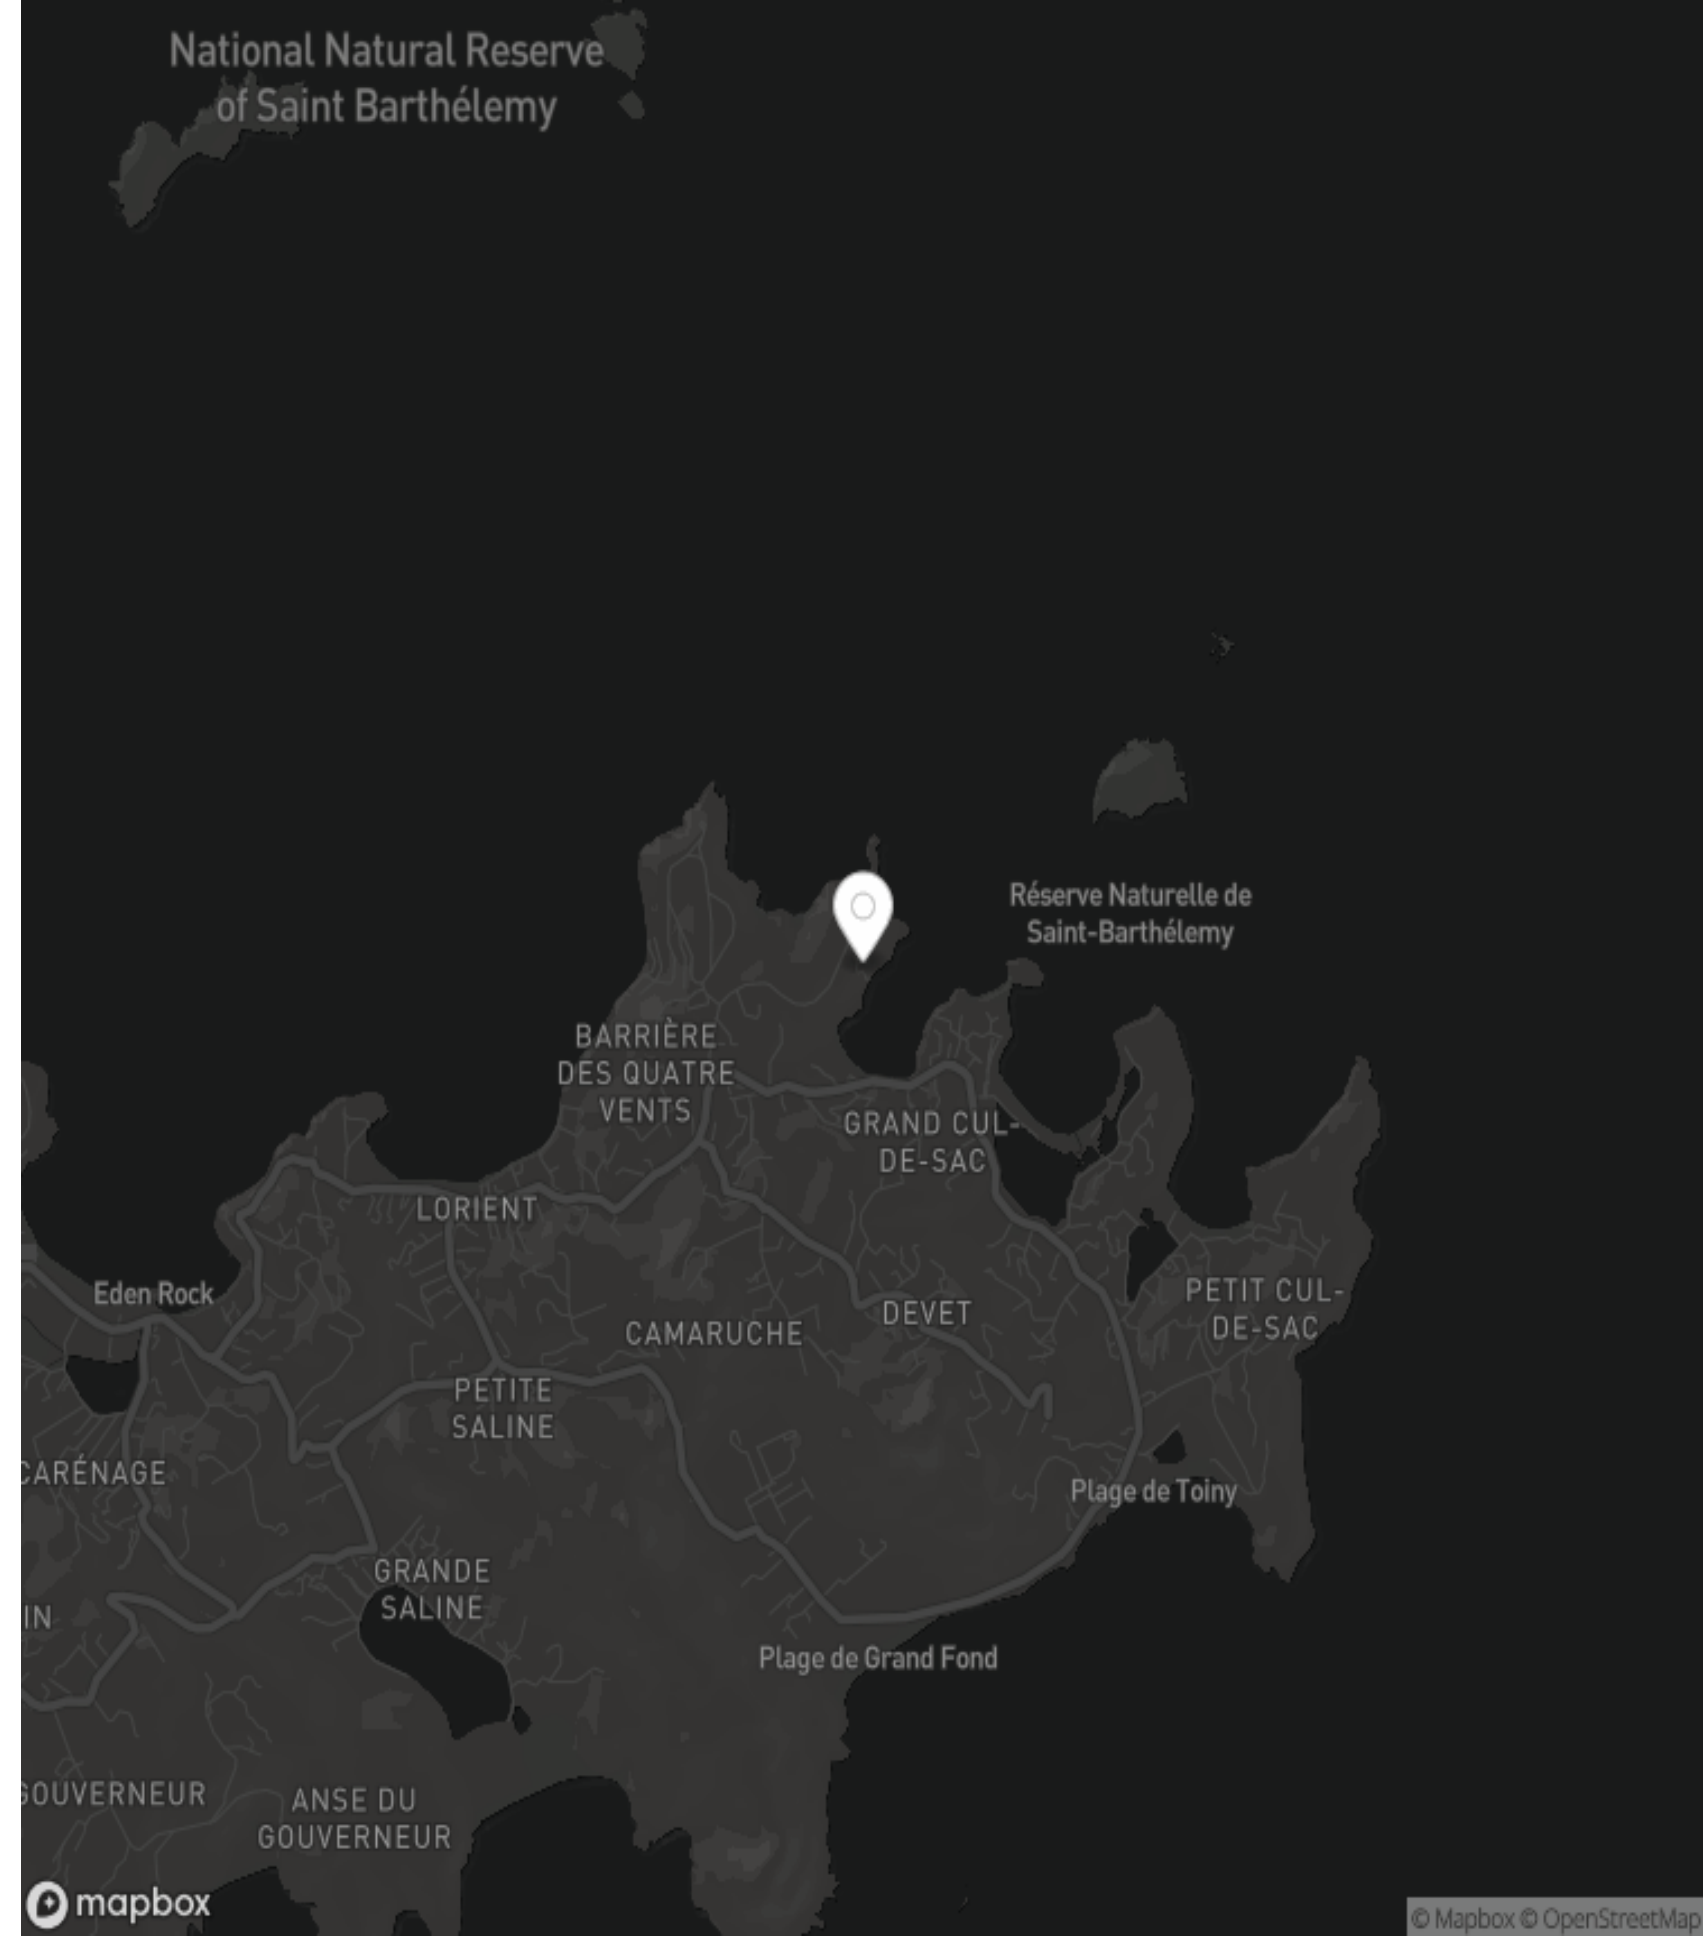 National Natural Reserve
of Saint Barthélemy
Réserve Naturelle de
Saint-Barthélemy
BARRIÈRE
DES QUATRE
VENTS
GRAND CUL-
DE-SAC
LORIENT
Eden Rock
PETIT CUL-
DE-SAC
DEVET
CAMARUCHE
PETITE
SALINE
CARÉNAGE
Plage de Toiny
GRANDE
SALINE
IN
Plage de Grand Fond
GOUVERNEUR
ANSE DU
GOUVERNEUR
mapbox
© Mapbox © OpenStreetMap